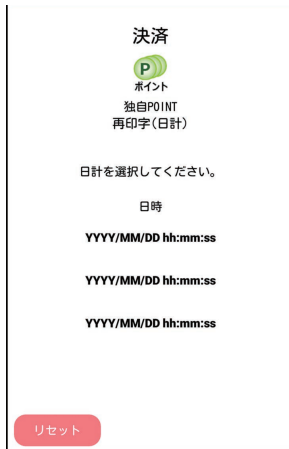 決済
P
ポイント
独自POINT
再印字(日計)
日計を選択してください。
日時
YYYY/MM/DD hh:mm:ss
YYYY/MM/DD hh:mm:ss
YYYY/MM/DD hh:mm:ss
リセット